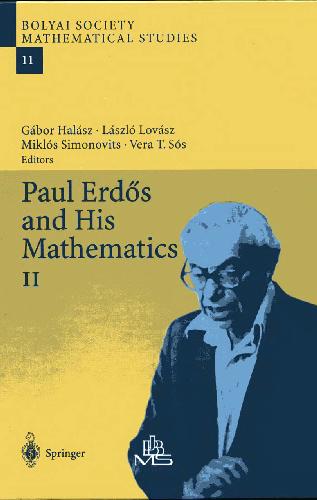 BOLYAI SOCIETY
MATHEMATICAL STUDIES
11
Gábor Halász · László Lovász
Miklós Simonovits · Vera T. Sós
Editors
Paul Erdős
and His
Mathematics
II
Springer